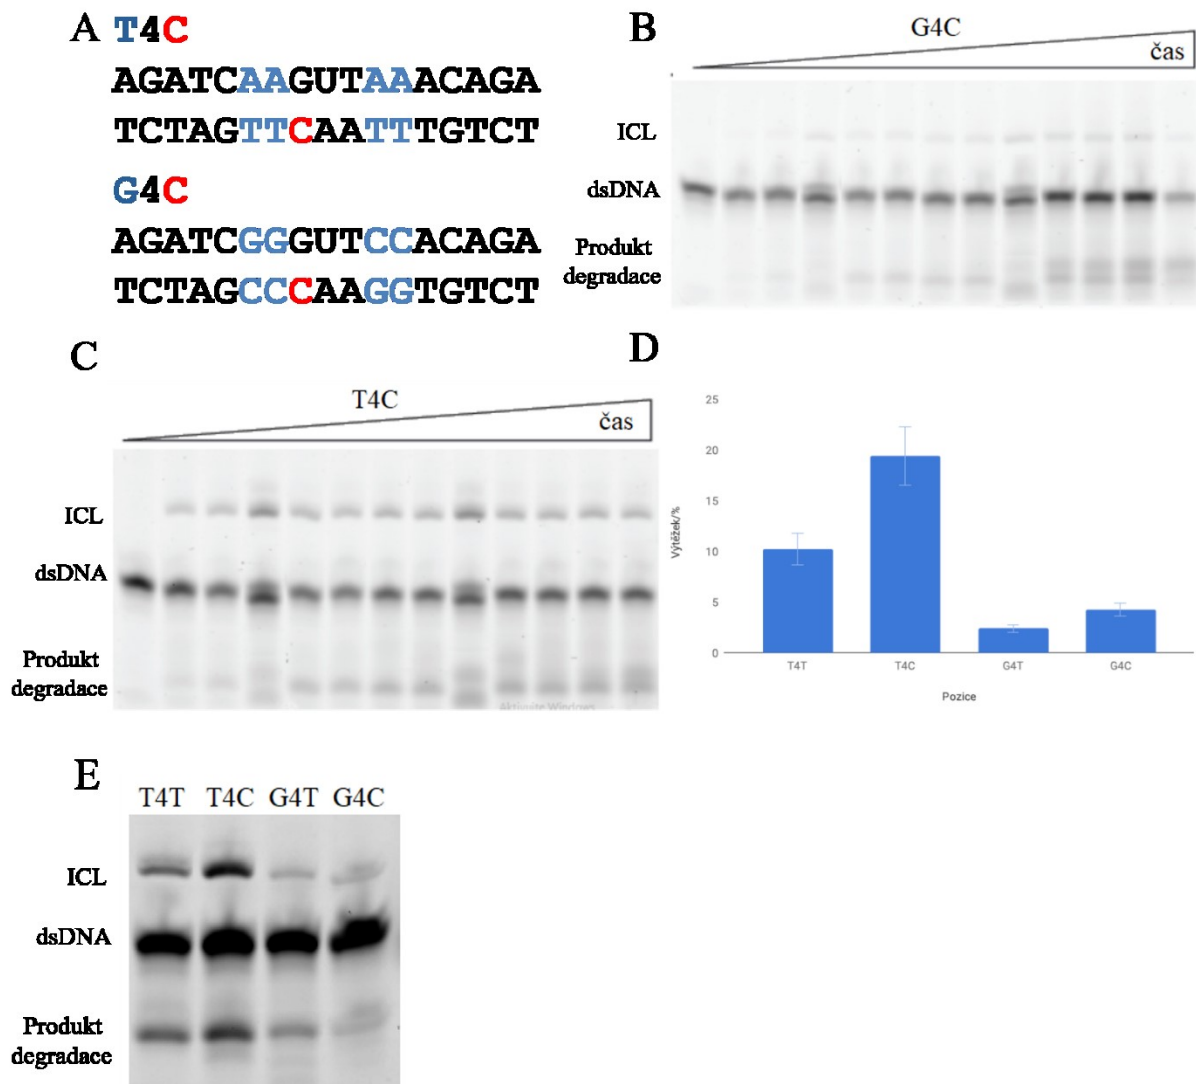 A T4C
AGATCAAGUTAAACAGA
TCTAGTTCAATTTGTCT
G4C
AGATCGGGUTCCACAGA
TCTAGCCCAAGGTGTCT
B
G4C
čas
ICL
dsDNA
Produkt
degradace
C
T4C
čas
ICL
dsDNA
Produkt
degradace
Aktivujte Windows
D
25
20
15
10
5
0
Výtěžek/%
T4T T4C G4T G4C
Pozice
E
T4T T4C G4T G4C
ICL
dsDNA
Produkt
degradace